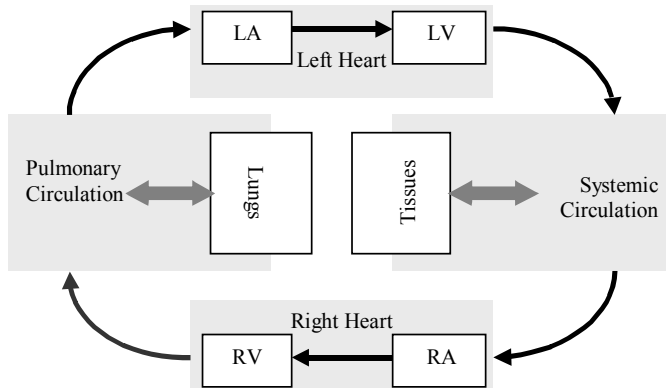 LA
LV
Left Heart
Pulmonary
Circulation
Lungs
Tissues
Systemic
Circulation
Right Heart
RV
RA